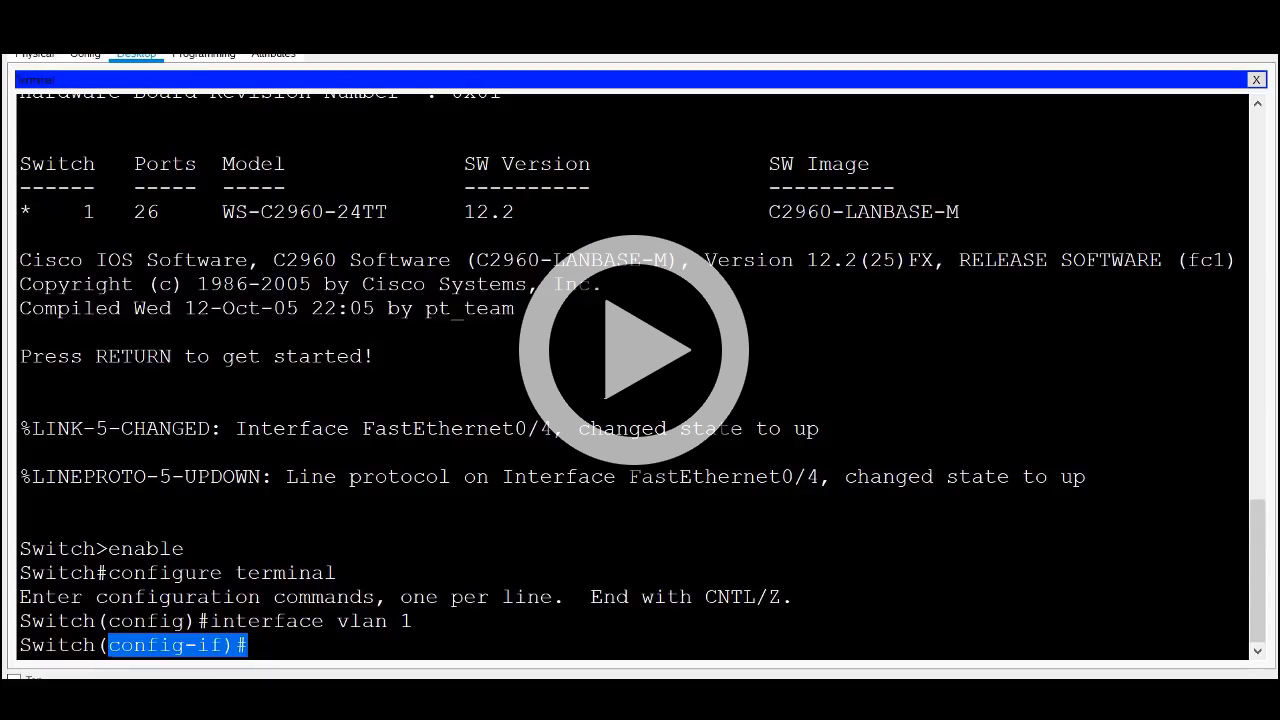 Physical Config Desktop Programming Attributes
Terminal
X
Hardware Board Revision Number : 0x01
Switch Ports Model SW Version SW Image
------ ----- ----- ---------- ----------
* 1 26 WS-C2960-24TT 12.2 C2960-LANBASE-M
Cisco IOS Software, C2960 Software (C2960-LANBASE-M), Version 12.2(25)FX, RELEASE SOFTWARE (fc1)
Copyright (c) 1986-2005 by Cisco Systems, Inc.
Compiled Wed 12-Oct-05 22:05 by pt_team
Press RETURN to get started!
%LINK-5-CHANGED: Interface FastEthernet0/4, changed state to up
%LINEPROTO-5-UPDOWN: Line protocol on Interface FastEthernet0/4, changed state to up
Switch>enable
Switch#configure terminal
Enter configuration commands, one per line. End with CNTL/Z.
Switch(config)#interface vlan 1
Switch(config-if)#
Top